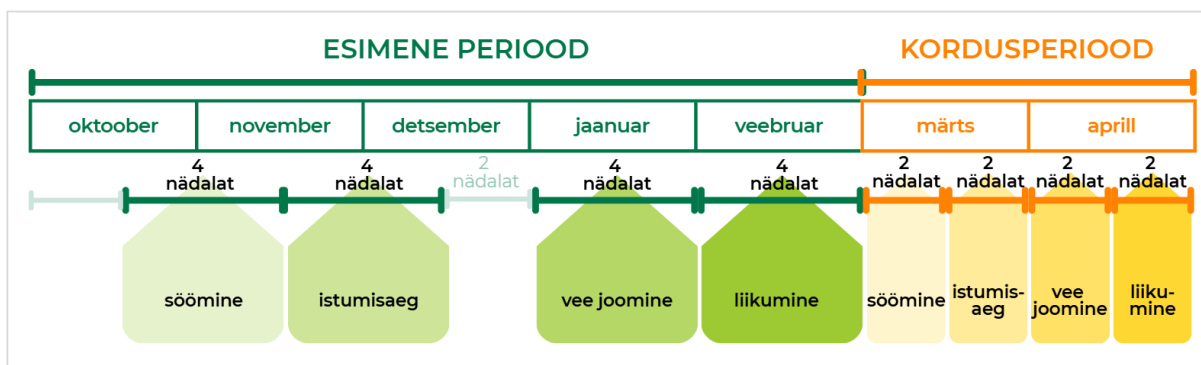 ESIMENE PERIOOD
KORDUSPERIOOD
oktoober
november
detsember
jaanuar
veebruar
märts
aprill
4
nädalat
4
nädalat
2
nädalat
4
nädalat
4
nädalat
2
nädalat
2
nädalat
2
nädalat
2
nädalat
söömine
istumisaeg
vee joomine
liikumine
söömine
istumis-
aeg
vee
joomine
liiku-
mine